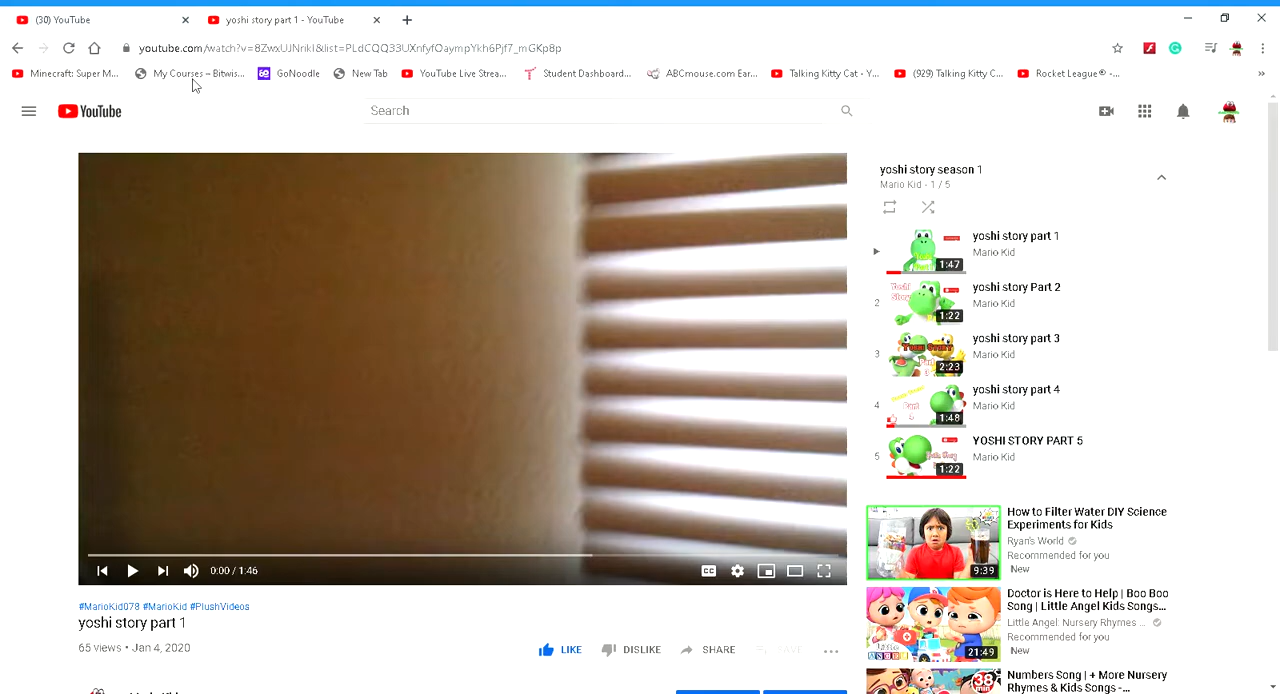 (30) YouTube
yoshi story part 1 - YouTube
youtube.com/watch?v=8ZwxUJNrikI&list=PLdCQQ33UXnfyfOaympYkh6Pjf7_mGKp8p
Minecraft: Super M...
My Courses – Bitwis...
GoNoodle
New Tab
YouTube Live Strea...
Student Dashboard...
ABCmouse.com Ear...
Talking Kitty Cat - Y...
(929) Talking Kitty C...
Rocket League® -...
YouTube
Search
yoshi story season 1
Mario Kid - 1 / 5
yoshi story part 1
Mario Kid
1:47
2
yoshi story Part 2
Mario Kid
1:22
3
yoshi story part 3
Mario Kid
2:23
4
yoshi story part 4
Mario Kid
1:48
5
YOSHI STORY PART 5
Mario Kid
1:22
How to Filter Water DIY Science
Experiments for Kids
Ryan's World
Recommended for you
New
9:39
Doctor is Here to Help | Boo Boo
Song | Little Angel Kids Songs...
Little Angel: Nursery Rhymes ...
Recommended for you
New
21:49
Numbers Song | + More Nursery
Rhymes & Kids Songs -...
38
min
0:00 / 1:46
CC
#MarioKid078 #MarioKid #PlushVideos
yoshi story part 1
65 views • Jan 4, 2020
LIKE
DISLIKE
SHARE
SAVE